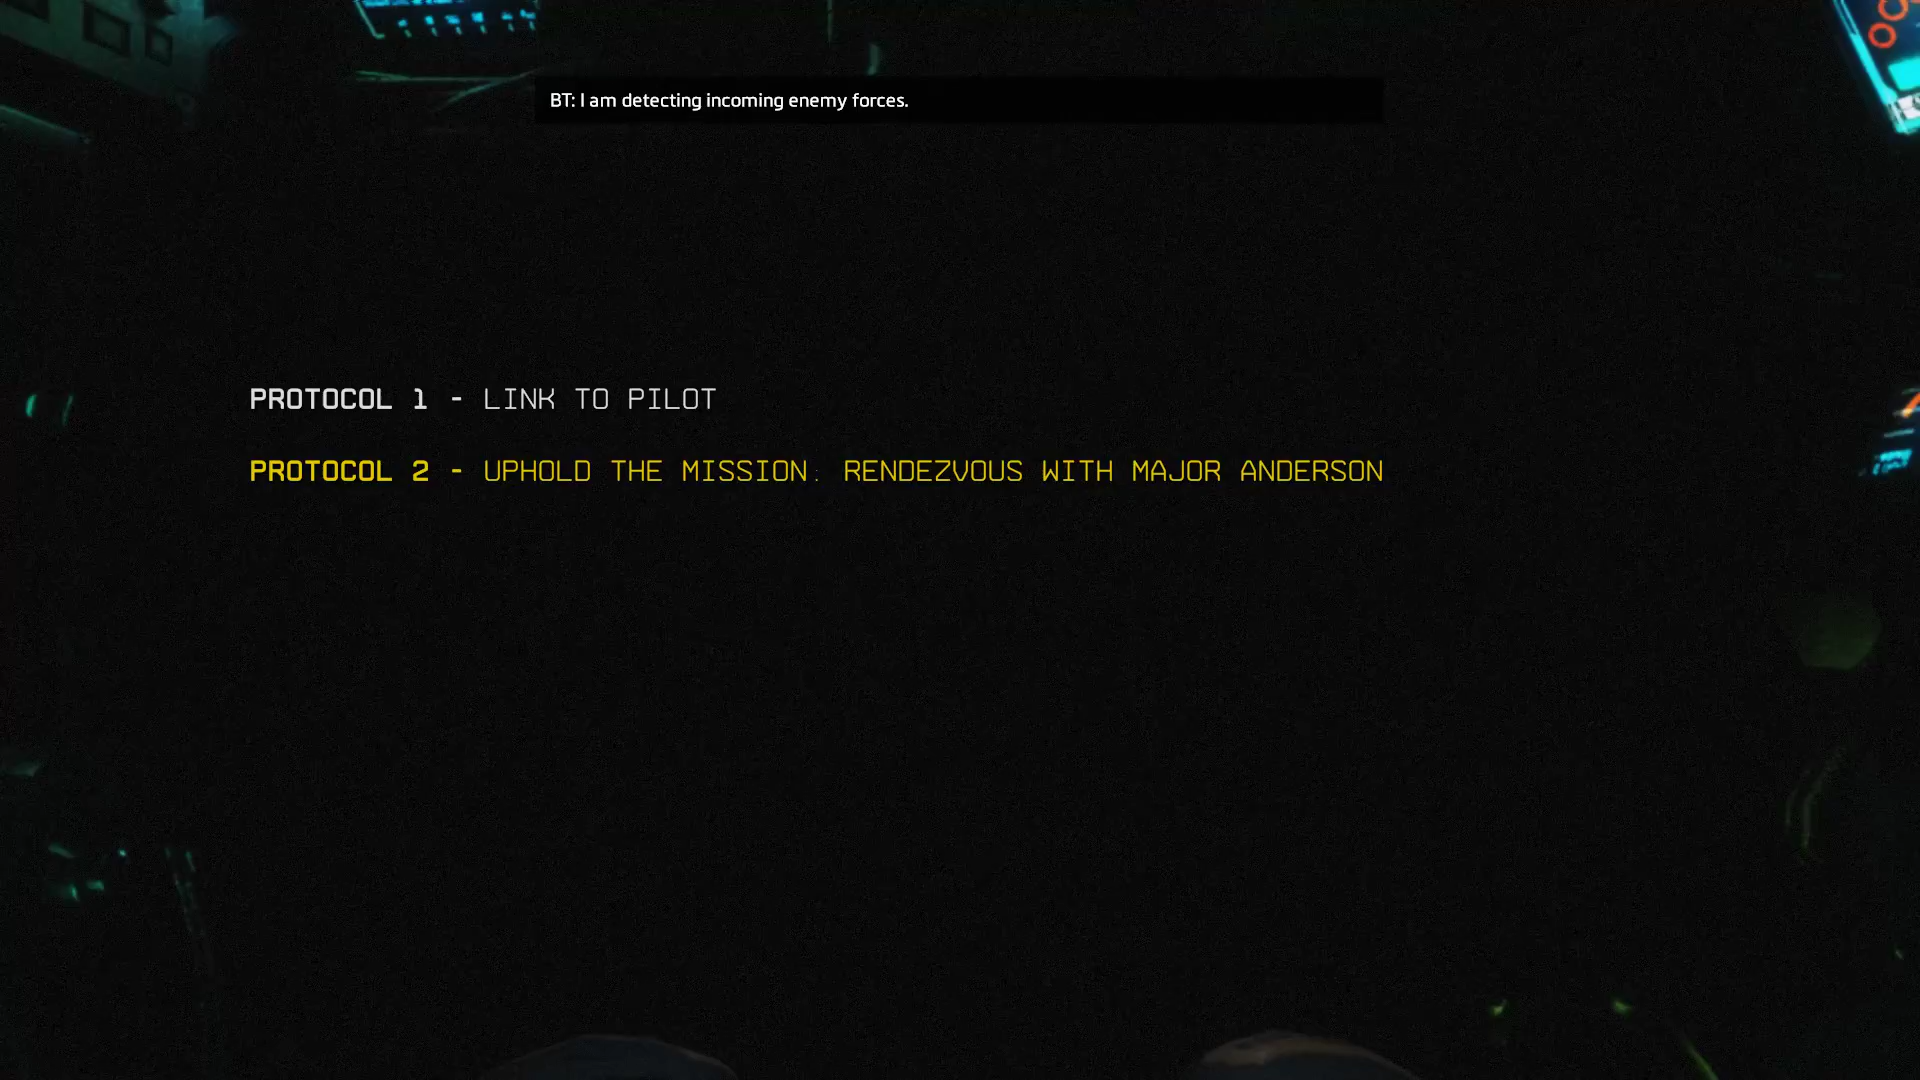 BT: I am detecting incoming enemy forces.
PROTOCOL 1 - LINK TO PILOT
PROTOCOL 2 - UPHOLD THE MISSION: RENDEZVOUS WITH MAJOR ANDERSON